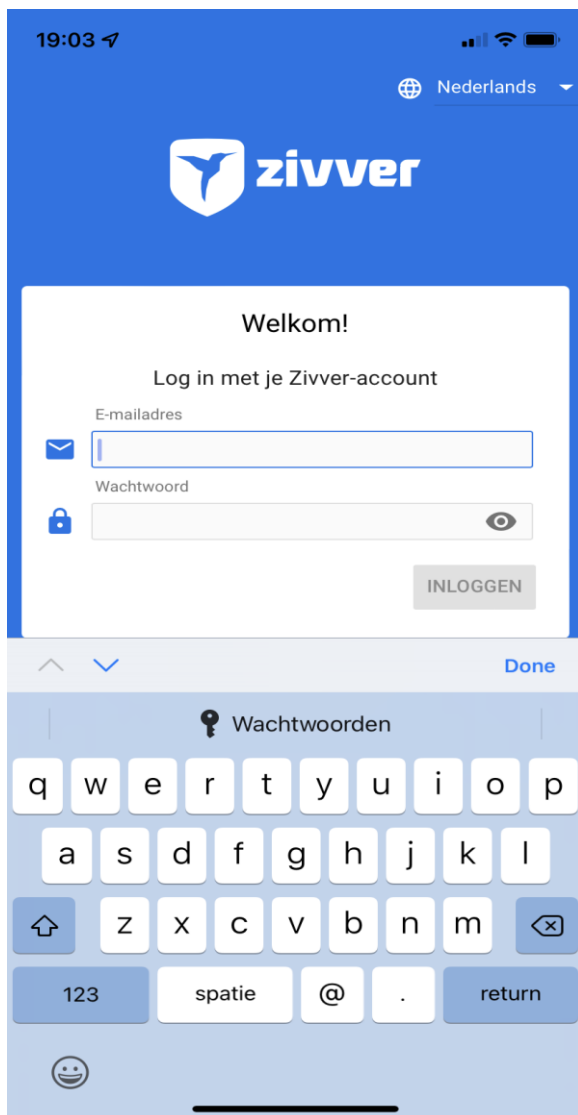 19:03
Nederlands
zivver
Welkom!
Log in met je Zivver-account
E-mailadres
Wachtwoord
INLOGGEN
Done
Wachtwoorden
q w e r t y u i o p
a s d f g h j k l
z x c v b n m
123 spatie @ . return